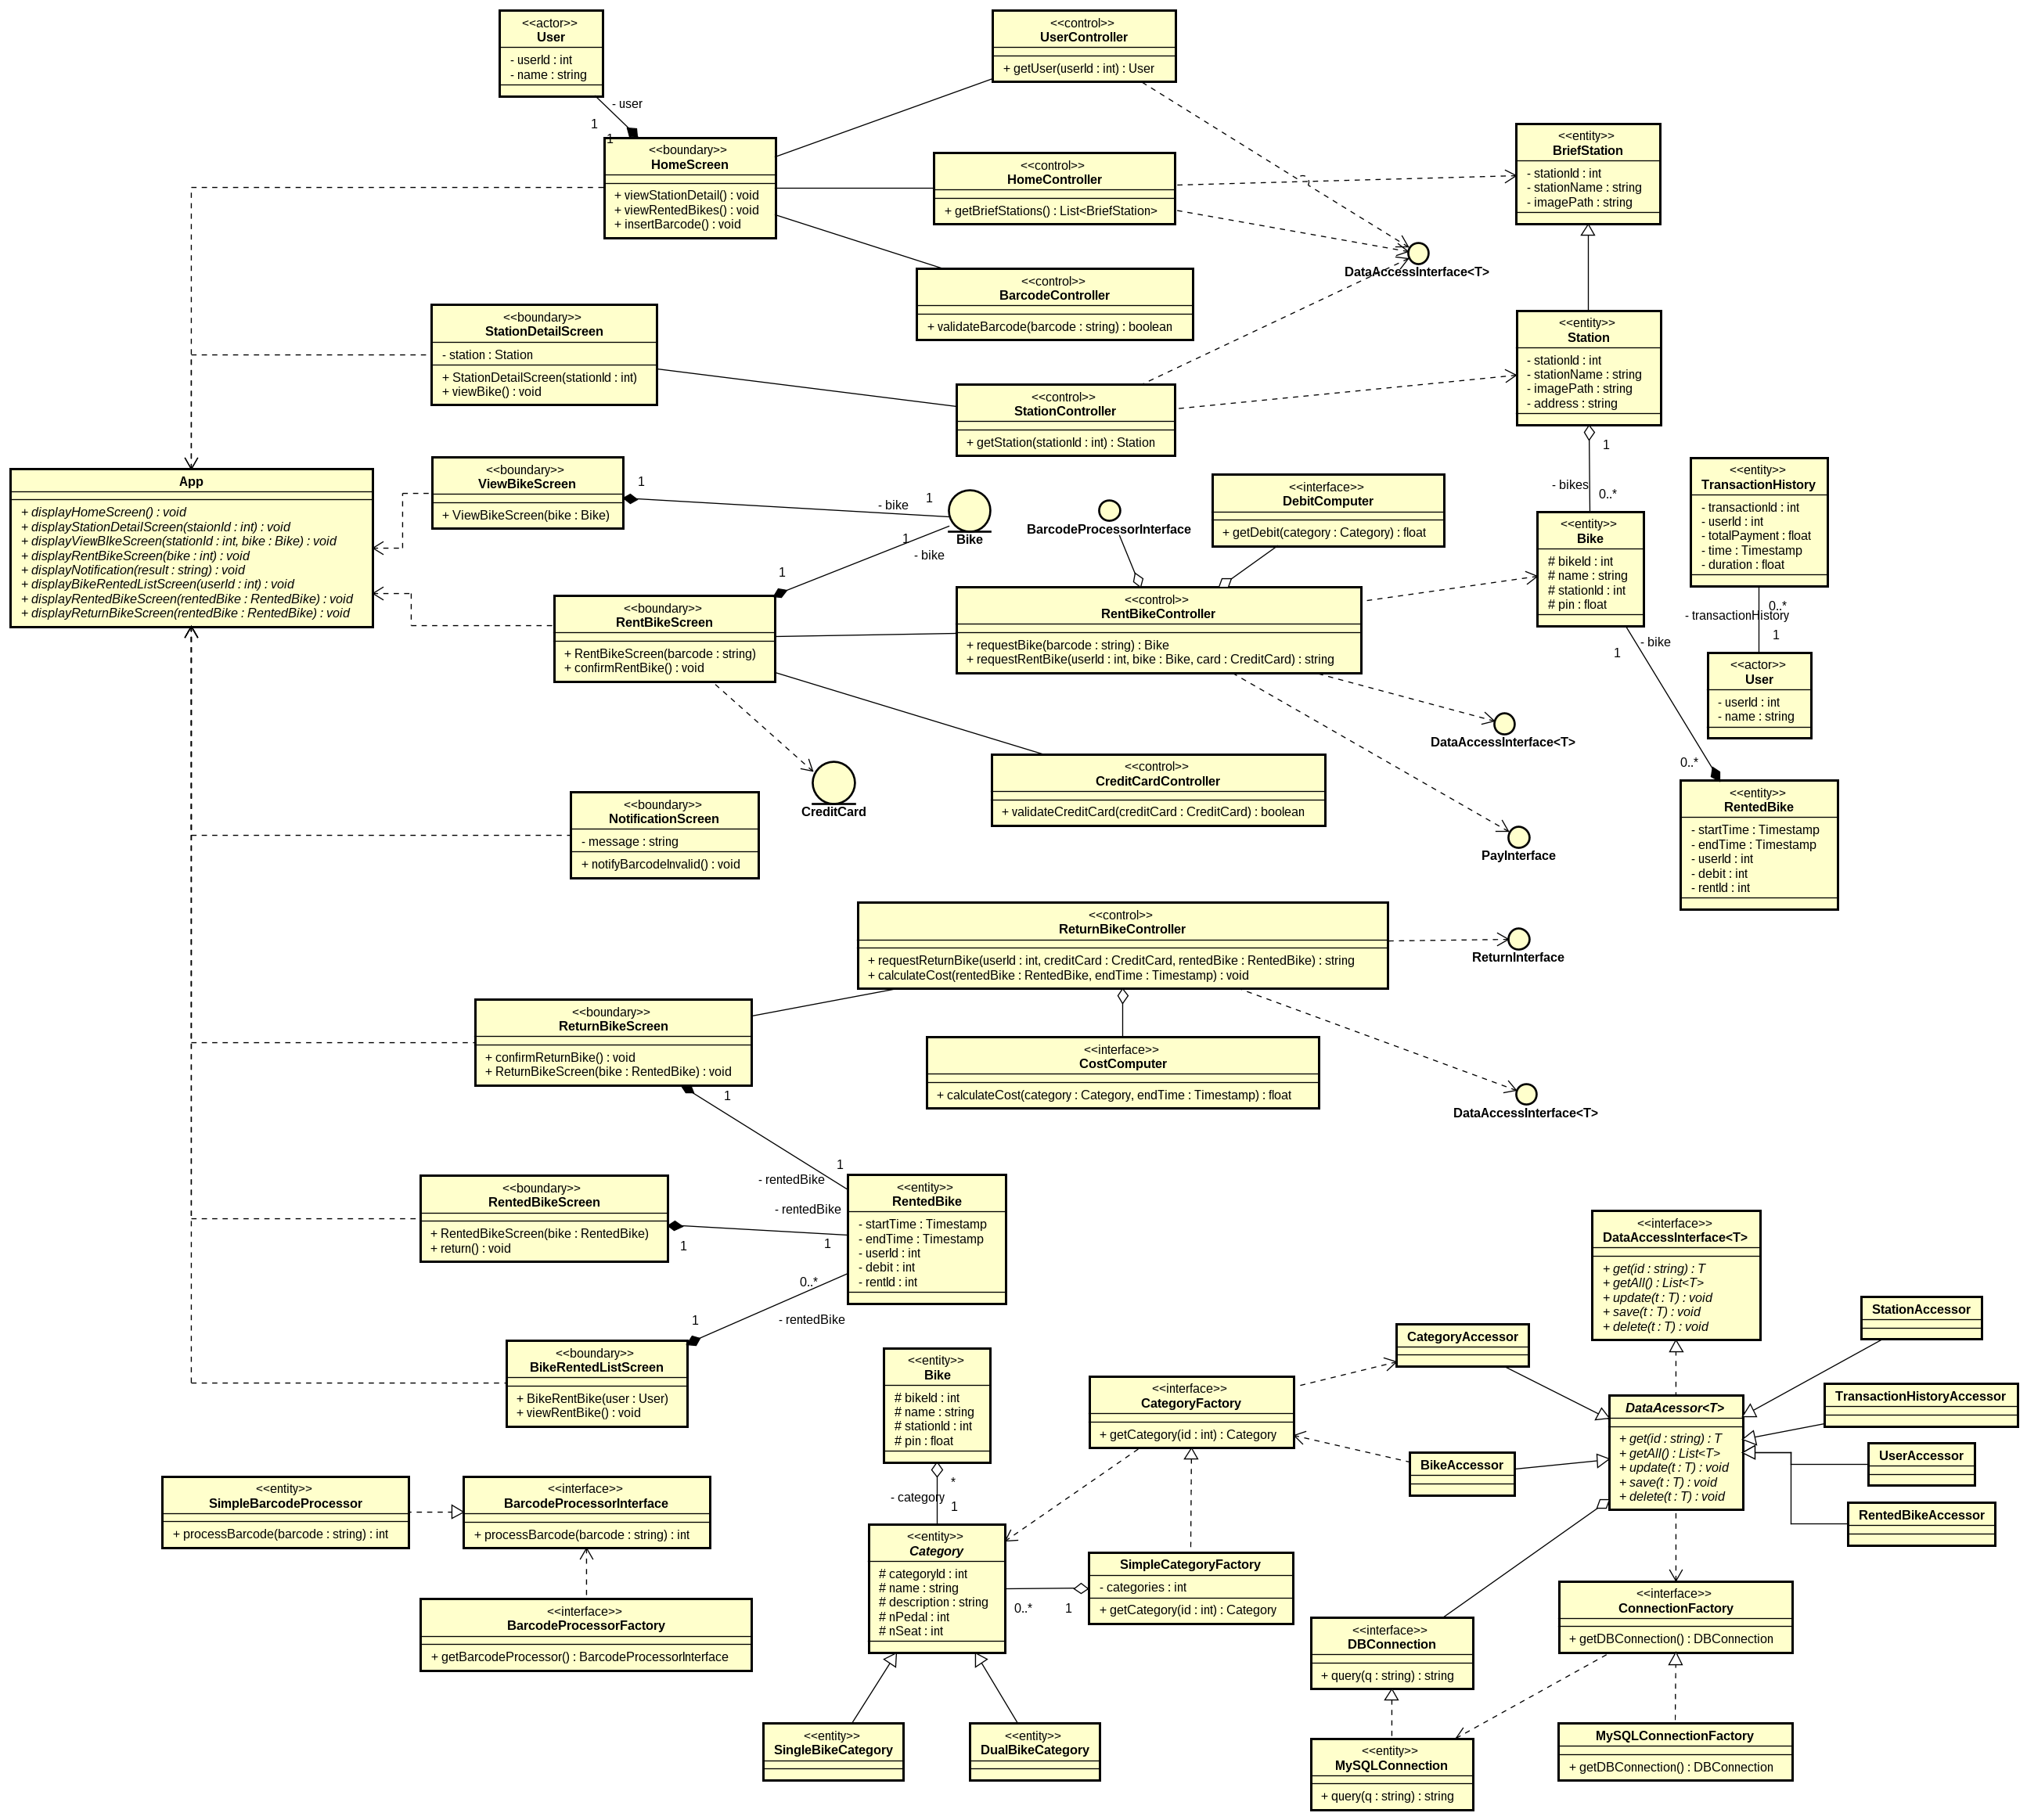 <<actor>>
User
- userId : int
- name : string
- user
1
1
<<control>>
UserController
+ getUser(userId : int) : User
<<boundary>>
HomeScreen
+ viewStationDetail() : void
+ viewRentedBikes() : void
+ insertBarcode() : void
<<control>>
HomeController
+ getBriefStations() : List<BriefStation>
<<entity>>
BriefStation
- stationId : int
- stationName : string
- imagePath : string
DataAccessInterface<T>
<<control>>
BarcodeController
+ validateBarcode(barcode : string) : boolean
<<boundary>>
StationDetailScreen
- station : Station
+ StationDetailScreen(stationId : int)
+ viewBike() : void
<<control>>
StationController
+ getStation(stationId : int) : Station
<<entity>>
Station
- stationId : int
- stationName : string
- imagePath : string
- address : string
1
- bikes
0..*
App
+ displayHomeScreen() : void
+ displayStationDetailScreen(staionId : int) : void
+ displayViewBIkeScreen(stationId : int, bike : Bike) : void
+ displayRentBikeScreen(bike : int) : void
+ displayNotification(result : string) : void
+ displayBikeRentedListScreen(userId : int) : void
+ displayRentedBikeScreen(rentedBike : RentedBike) : void
+ displayReturnBikeScreen(rentedBike : RentedBike) : void
<<boundary>>
ViewBikeScreen
+ ViewBikeScreen(bike : Bike)
1
- bike
1
Bike
1
- bike
1
BarcodeProcessorInterface
<<interface>>
DebitComputer
+ getDebit(category : Category) : float
<<entity>>
Bike
# bikeId : int
# name : string
# stationId : int
# pin : float
<<entity>>
TransactionHistory
- transactionId : int
- userId : int
- totalPayment : float
- time : Timestamp
- duration : float
0..*
- transactionHistory
1
<<actor>>
User
- userId : int
- name : string
<<boundary>>
RentBikeScreen
+ RentBikeScreen(barcode : string)
+ confirmRentBike() : void
<<control>>
RentBikeController
+ requestBike(barcode : string) : Bike
+ requestRentBike(userId : int, bike : Bike, card : CreditCard) : string
- bike
1
0..*
DataAccessInterface<T>
CreditCard
<<control>>
CreditCardController
+ validateCreditCard(creditCard : CreditCard) : boolean
PayInterface
<<entity>>
RentedBike
- startTime : Timestamp
- endTime : Timestamp
- userId : int
- debit : int
- rentId : int
<<boundary>>
NotificationScreen
- message : string
+ notifyBarcodeInvalid() : void
<<control>>
ReturnBikeController
+ requestReturnBike(userId : int, creditCard : CreditCard, rentedBike : RentedBike) : string
+ calculateCost(rentedBike : RentedBike, endTime : Timestamp) : void
ReturnInterface
<<boundary>>
ReturnBikeScreen
+ confirmReturnBike() : void
+ ReturnBikeScreen(bike : RentedBike) : void
<<interface>>
CostComputer
+ calculateCost(category : Category, endTime : Timestamp) : float
DataAccessInterface<T>
1
1
- rentedBike
<<boundary>>
RentedBikeScreen
+ RentedBikeScreen(bike : RentedBike)
+ return() : void
- rentedBike
1
1
<<entity>>
RentedBike
- startTime : Timestamp
- endTime : Timestamp
- userId : int
- debit : int
- rentId : int
0..*
1
- rentedBike
<<boundary>>
BikeRentedListScreen
+ BikeRentBike(user : User)
+ viewRentBike() : void
<<entity>>
Bike
# bikeId : int
# name : string
# stationId : int
# pin : float
*
- category
1
<<interface>>
CategoryFactory
+ getCategory(id : int) : Category
CategoryAccessor
BikeAccessor
<<interface>>
DataAccessInterface<T>
+ get(id : string) : T
+ getAll() : List<T>
+ update(t : T) : void
+ save(t : T) : void
+ delete(t : T) : void
StationAccessor
TransactionHistoryAccessor
UserAccessor
RentedBikeAccessor
DataAcessor<T>
+ get(id : string) : T
+ getAll() : List<T>
+ update(t : T) : void
+ save(t : T) : void
+ delete(t : T) : void
<<entity>>
SimpleBarcodeProcessor
+ processBarcode(barcode : string) : int
<<interface>>
BarcodeProcessorInterface
+ processBarcode(barcode : string) : int
<<interface>>
BarcodeProcessorFactory
+ getBarcodeProcessor() : BarcodeProcessorInterface
<<entity>>
Category
# categoryId : int
# name : string
# description : string
# nPedal : int
# nSeat : int
0..*
1
SimpleCategoryFactory
- categories : int
+ getCategory(id : int) : Category
<<interface>>
DBConnection
+ query(q : string) : string
<<interface>>
ConnectionFactory
+ getDBConnection() : DBConnection
<<entity>>
SingleBikeCategory
<<entity>>
DualBikeCategory
<<entity>>
MySQLConnection
+ query(q : string) : string
MySQLConnectionFactory
+ getDBConnection() : DBConnection